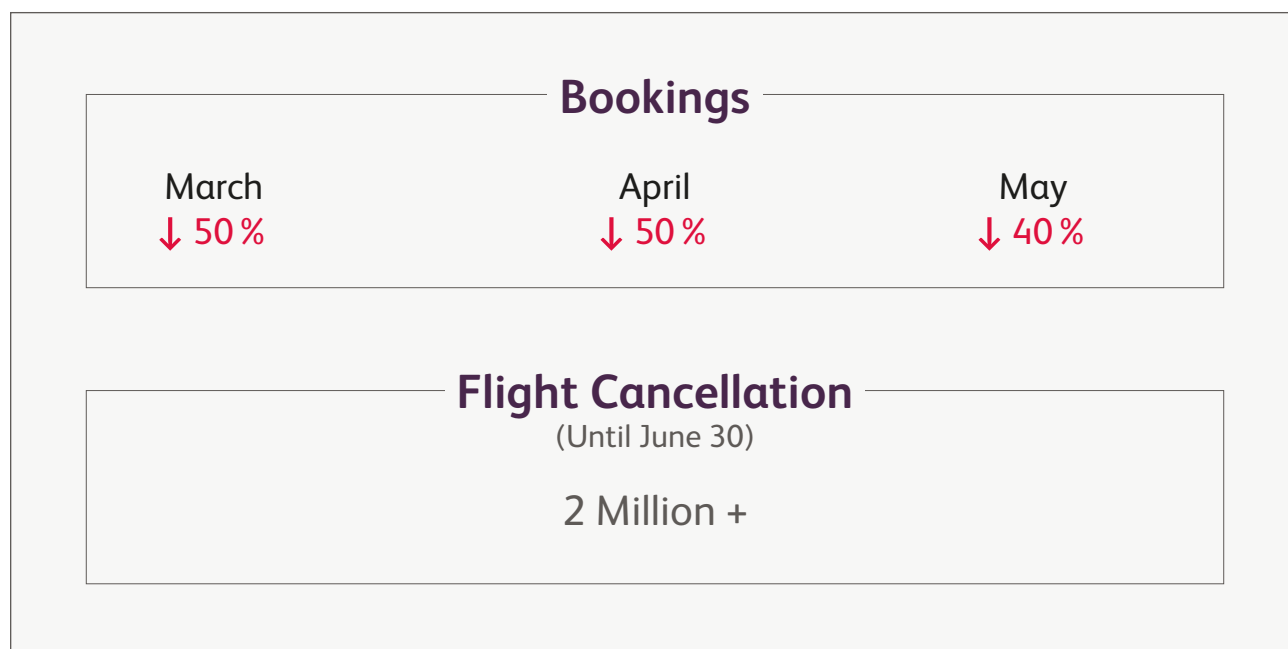 Bookings
March April May
↓ 50 % ↓ 50 % ↓ 40 %
Flight Cancellation
(Until June 30)
2 Million +